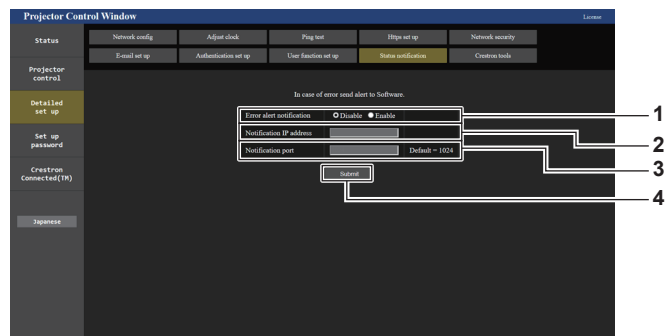 Projector Control Window
License
Status
Network config
Adjust clock
Ping test
Https set up
Network security
E-mail set up
Authentication set up
User function set up
Status notification
Crestron tools
Projector
control
Detailed
set up
Set up
password
Crestron
Connected(TM)
Japanese
In case of error send alert to Software.
Error alert notification Disable Enable
Notification IP address
Notification port Default = 1024
Submit
1
2
3
4